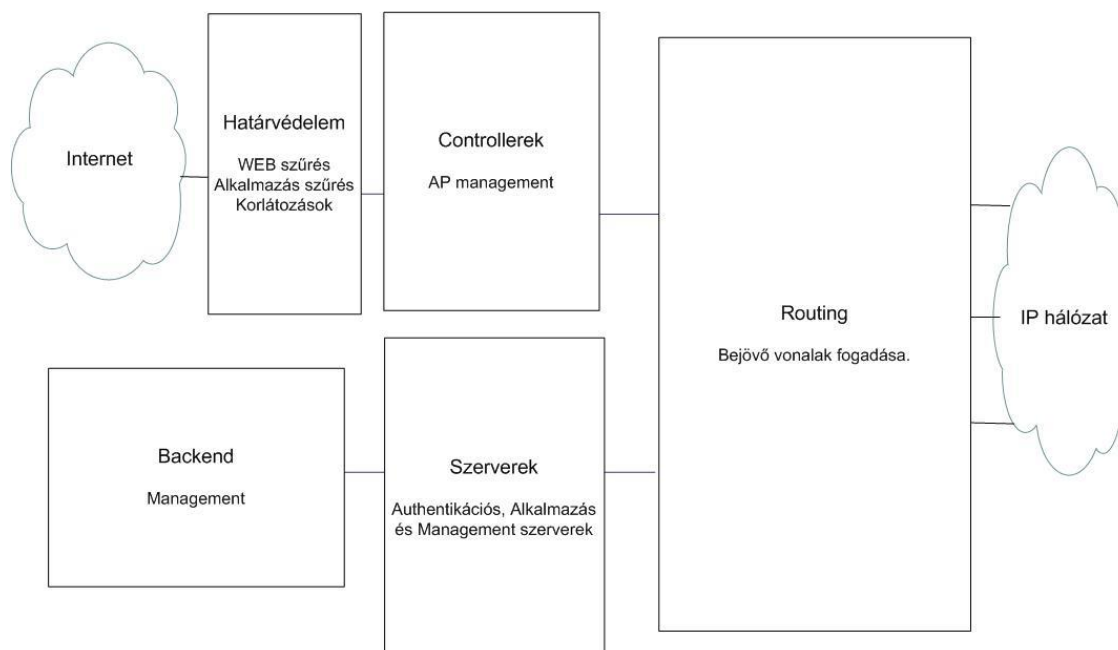 Internet
Határvédelem
WEB szűrés
Alkalmazás szűrés
Korlátozások
Controllerek
AP management
Routing
Bejövő vonalak fogadása.
IP hálózat
Backend
Management
Szerverek
Authentikációs, Alkalmazás
és Management szerverek